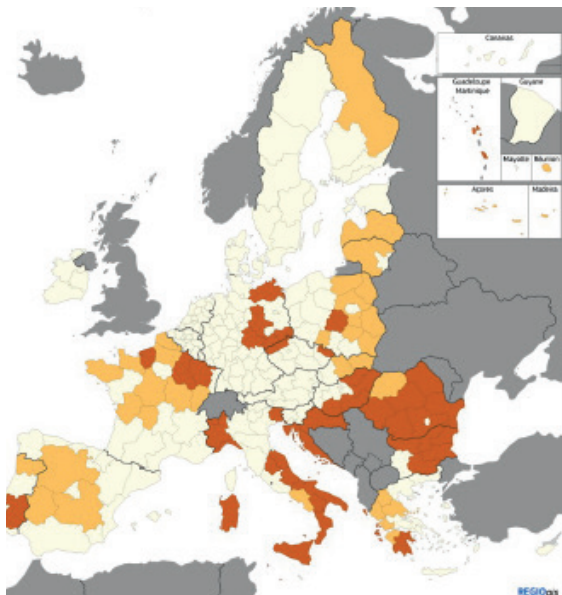 Canarias
Guadeloupe
Martinique
Guyane
Mayotte
Réunion
Açores
Madeira
REGIOgis